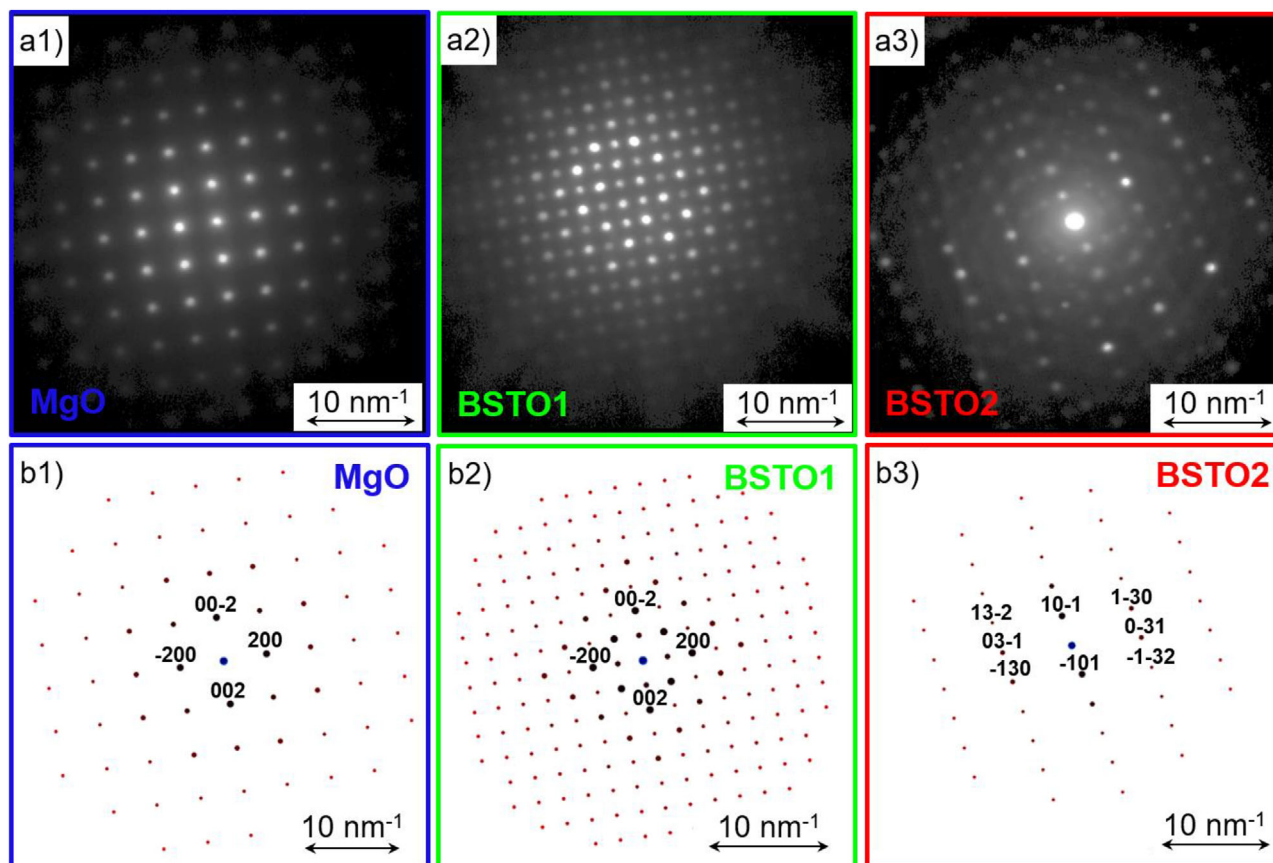 a1)
MgO
10 nm-1
a2)
BSTO1
10 nm-1
a3)
BSTO2
10 nm-1
b1)
MgO
00-2
-200
200
002
10 nm-1
b2)
BSTO1
00-2
-200
200
002
10 nm-1
b3)
BSTO2
13-2
10-1
1-30
03-1
0-31
-130
-101
-1-32
10 nm-1